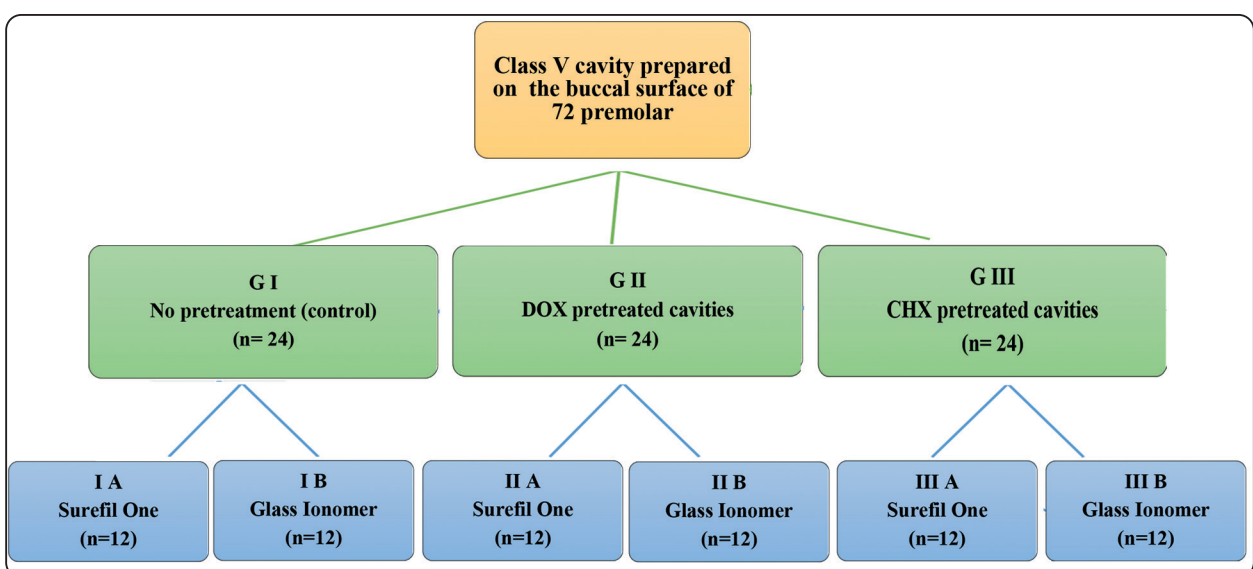 Class V cavity prepared
on the buccal surface of
72 premolar
G I
No pretreatment (control)
(n= 24)
G II
DOX pretreated cavities
(n= 24)
G III
CHX pretreated cavities
(n= 24)
I A
Surefil One
(n=12)
I B
Glass Ionomer
(n=12)
II A
Surefil One
(n=12)
II B
Glass Ionomer
(n=12)
III A
Surefil One
(n=12)
III B
Glass Ionomer
(n=12)